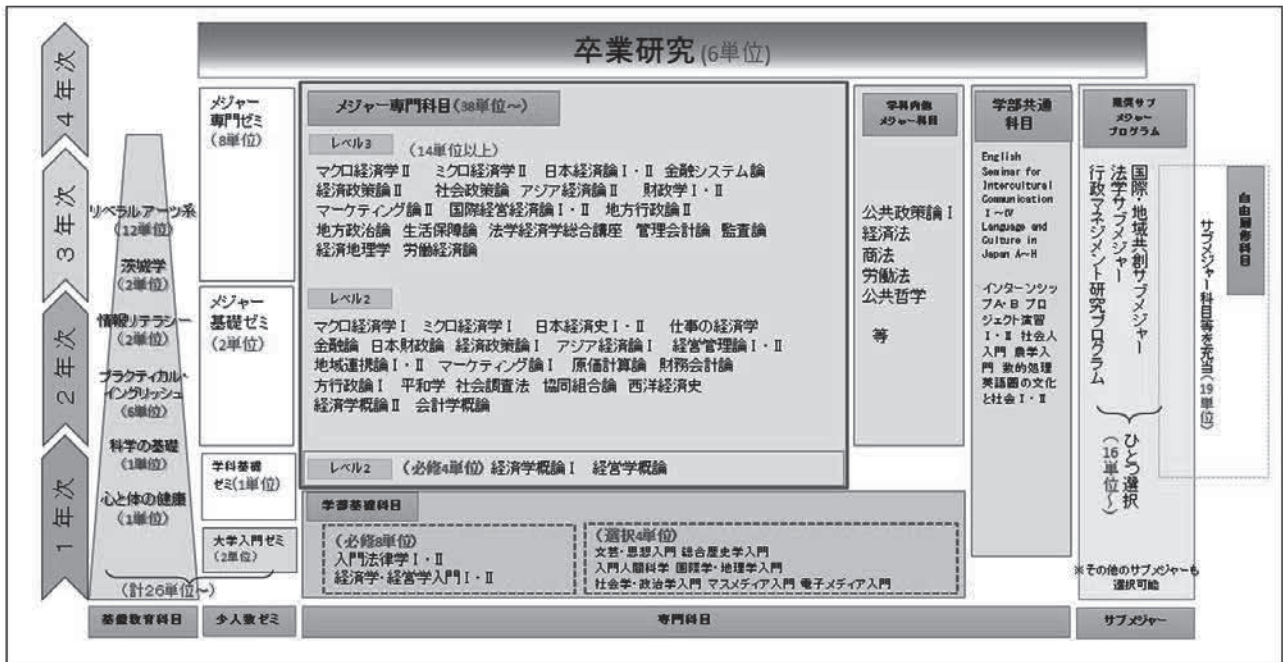 卒業研究(6単位)
4年次
3年次
2年次
1年次
リベラルアーツ系
(12単位)
茨城学
(2単位)
情報リテラシー
(2単位)
プラクティカル・
イングリッシュ
(6単位)
科学の基礎
(1単位)
心と体の健康
(1単位)
(計26単位~)
メジャー
専門ゼミ
(8単位)
メジャー
基礎ゼミ
(2単位)
学科基礎
ゼミ(1単位)
大学入門ゼミ
(2単位)
メジャー専門科目(38単位~)
レベル3 (14単位以上)
マクロ経済学Ⅱ ミクロ経済学Ⅱ 日本経済論Ⅰ・Ⅱ 金融システム論
経済政策論Ⅱ 社会政策論 アジア経済論Ⅱ 財政学Ⅰ・Ⅱ
マーケティング論Ⅱ 国際経営経済論Ⅰ・Ⅱ 地方行政論Ⅱ
地方政治論 生活保障論 法学経済学総合講座 管理会計論 監査論
経済地理学 労働経済論
レベル2
マクロ経済学Ⅰ ミクロ経済学Ⅰ 日本経済史Ⅰ・Ⅱ 仕事の経済学
金融論 日本財政論 経済政策論Ⅰ アジア経済論Ⅰ 経営管理論Ⅰ・Ⅱ
地域連携論Ⅰ・Ⅱ マーケティング論Ⅰ 原価計算論 財務会計論
方行政論Ⅰ 平和学 社会調査法 協同組合論 西洋経済史
経済学概論Ⅱ 会計学概論
レベル2 (必修4単位) 経済学概論Ⅰ 経営学概論
学部基礎科目
(必修8単位)
入門法律学Ⅰ・Ⅱ
経済学・経営学入門Ⅰ・Ⅱ
(選択4単位)
文芸・思想入門 総合歴史学入門
入門人間科学 国際学・地理学入門
社会学・政治学入門 マスメディア入門 電子メディア入門
学科内他
メジャー科目
公共政策論Ⅰ
経済法
商法
労働法
公共哲学
等
学部共通
科目
English
Seminar for
Intercultural
Communication
Ⅰ~Ⅳ
Language and
Culture in
Japan A~H
インターンシッ
プA・B プロ
ジェクト演習
Ⅰ・Ⅱ 社会人
入門 農学入
門 数的処理
英語圏の文化
と社会Ⅰ・Ⅱ
推奨サブ
メジャー
プログラム
国際・地域共創サブメジャー
法学サブメジャー
行政マネジメント研究プログラム
ひとつ選択
(16単位~)
※その他のサブメジャーも
選択可能
自由履修科目
サブメジャー科目等を充当(19単位)
基盤教育科目
少人数ゼミ
専門科目
サブメジャー